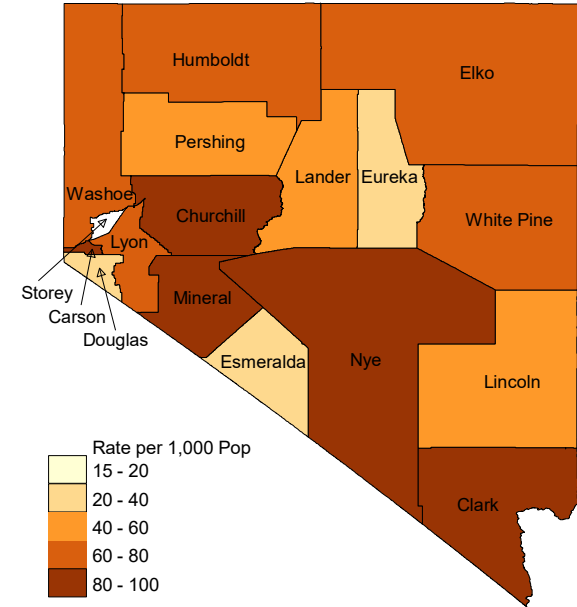 Humboldt
Elko
Pershing
Lander
Eureka
Washoe
Churchill
White Pine
Lyon
Storey
Carson
Douglas
Mineral
Esmeralda
Nye
Lincoln
Clark
Rate per 1,000 Pop
15 - 20
20 - 40
40 - 60
60 - 80
80 - 100